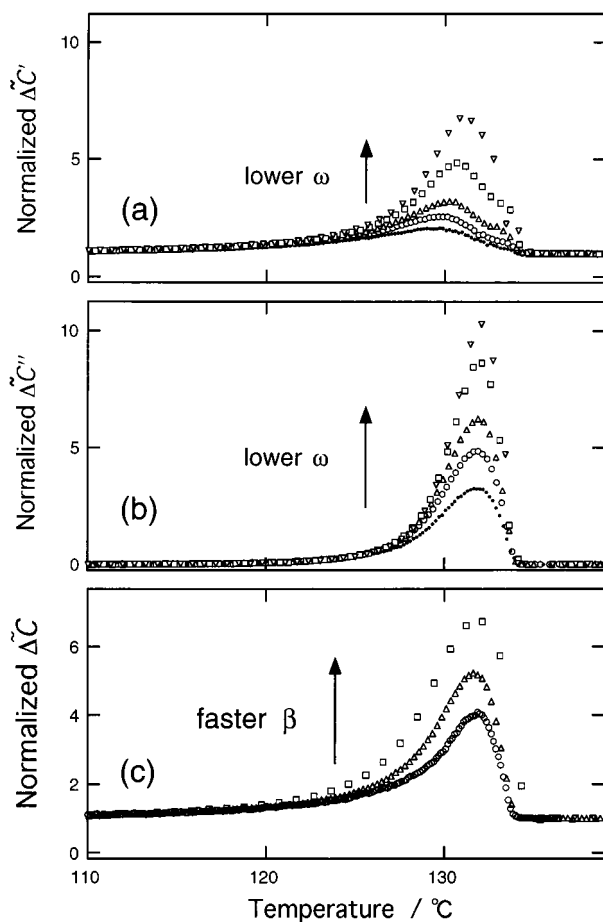 10
5
0
Normalized ΔC̃'
lower ω
(a)
10
5
0
Normalized ΔC̃"
lower ω
(b)
6
4
2
0
Normalized ΔC̃
faster β
(c)
110
120
130
Temperature / ℃